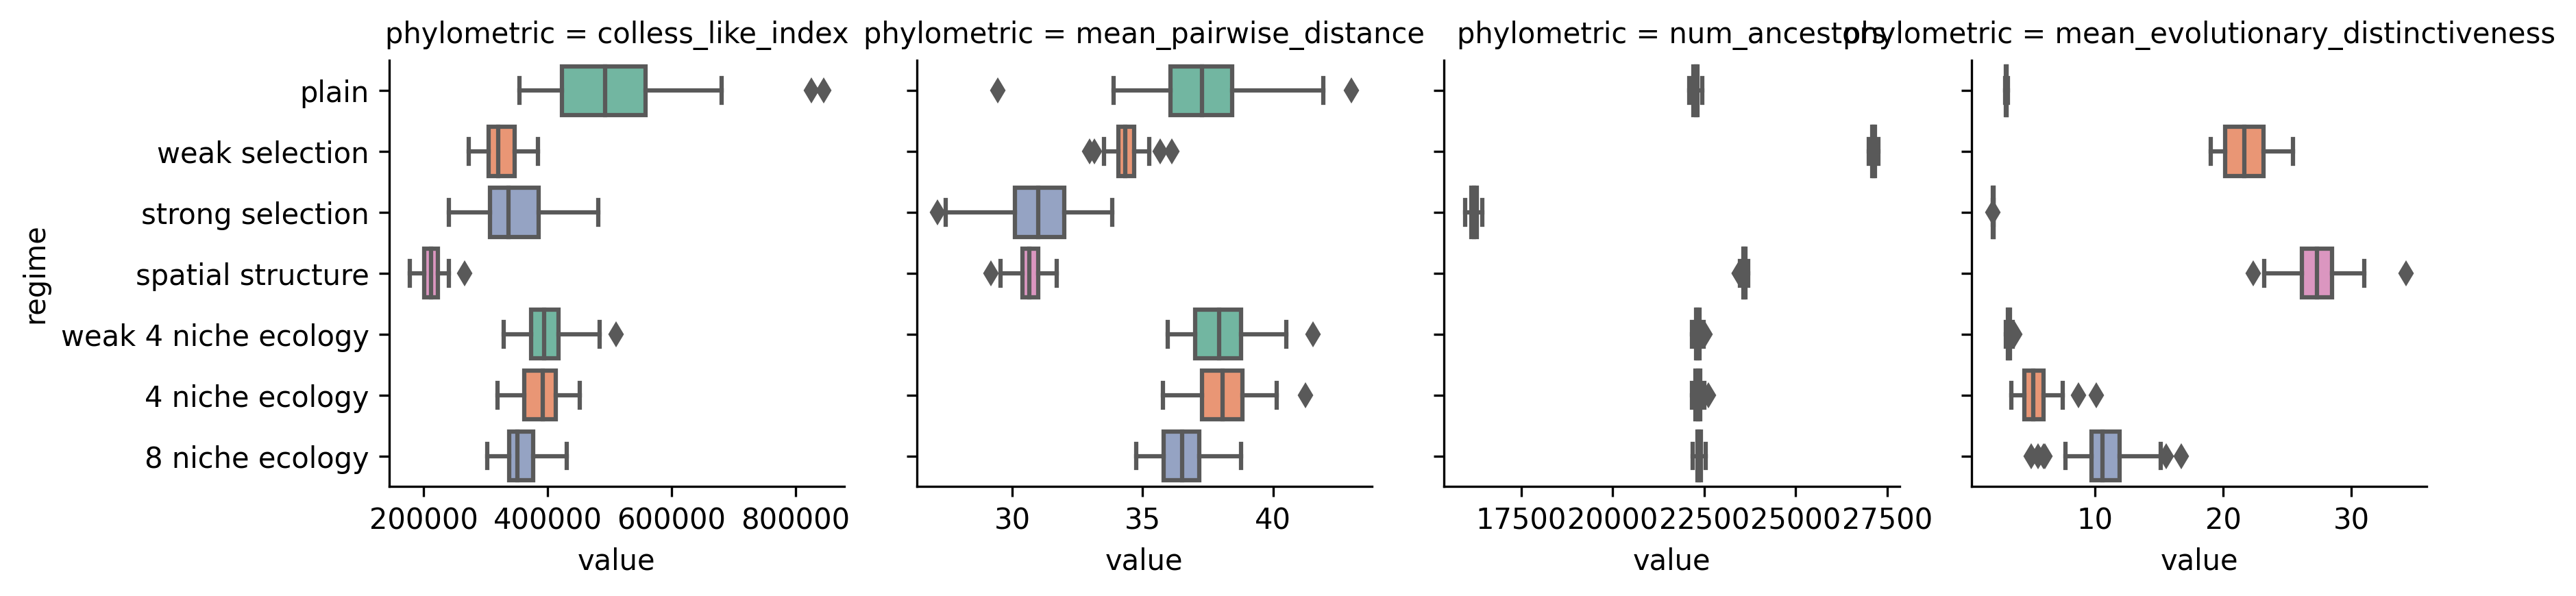 phylometric = colless_like_index
phylometric = mean_pairwise_distance
phylometric = num_ancestors
phylometric = mean_evolutionary_distinctiveness
regime
plain
weak selection
strong selection
spatial structure
weak 4 niche ecology
4 niche ecology
8 niche ecology
200000 400000 600000 800000
30 35 40
17500 20000 22500 25000 27500
10 20 30
value
value
value
value